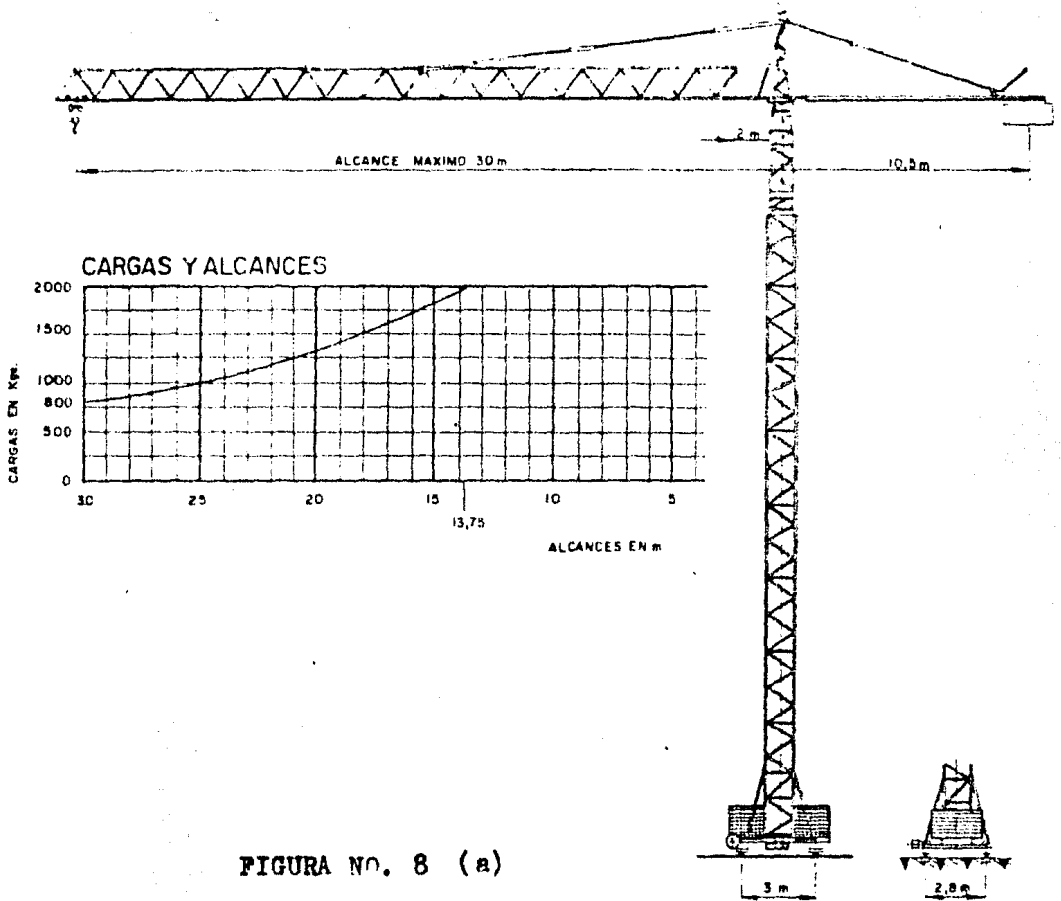 2 m
ALCANCE MAXIMO 30 m
10,5 m
CARGAS Y ALCANCES
CARGAS EN Kgs.
2000
1500
1000
800
500
0
30 25 20 15 10 5
13,75
ALCANCES EN m
FIGURA No. 8 (a)
3 m
2,8 m